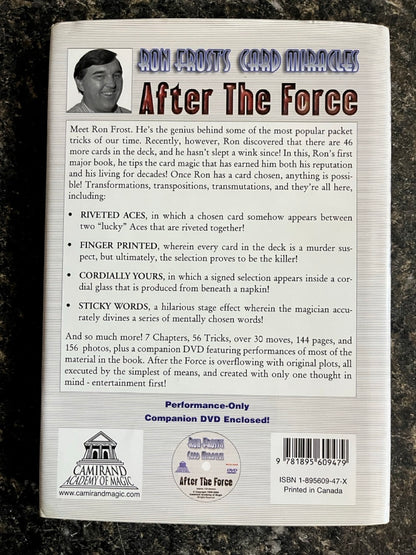 RON FROST'S CARD MIRACLES
After The Force
Meet Ron Frost. He's the genius behind some of the most popular packet
tricks of our time. Recently, however, Ron discovered that there are 46
more cards in the deck, and he hasn't slept a wink since! In this, Ron's first
major book, he tips the card magic that has earned him both his reputation
and his living for decades! Once Ron has a card chosen, anything is possi-
ble! Transformations, transpositions, transmutations, and they're all here,
including:
• RIVETED ACES, in which a chosen card somehow appears between
two "lucky" Aces that are riveted together!
• FINGER PRINTED, wherein every card in the deck is a murder sus-
pect, but ultimately, the selection proves to be the killer!
• CORDIALLY YOURS, in which a signed selection appears inside a cor-
dial glass that is produced from beneath a napkin!
• STICKY WORDS, a hilarious stage effect wherein the magician accu-
rately divines a series of mentally chosen words!
And so much more! 7 Chapters, 56 Tricks, over 30 moves, 144 pages, and
156 photos, plus a companion DVD featuring performances of most of the
material in the book. After the Force is overflowing with original plots, all
executed by the simplest of means, and created with only one thought in
mind - entertainment first!
Performance-Only
Companion DVD Enclosed!
CAMIRAND
ACADEMY OF MAGIC
www.camirandmagic.com
RON FROST'S
CARD MIRACLES
DVD
After The Force
9 781895 609479
ISBN 1-895609-47-X
Printed in Canada